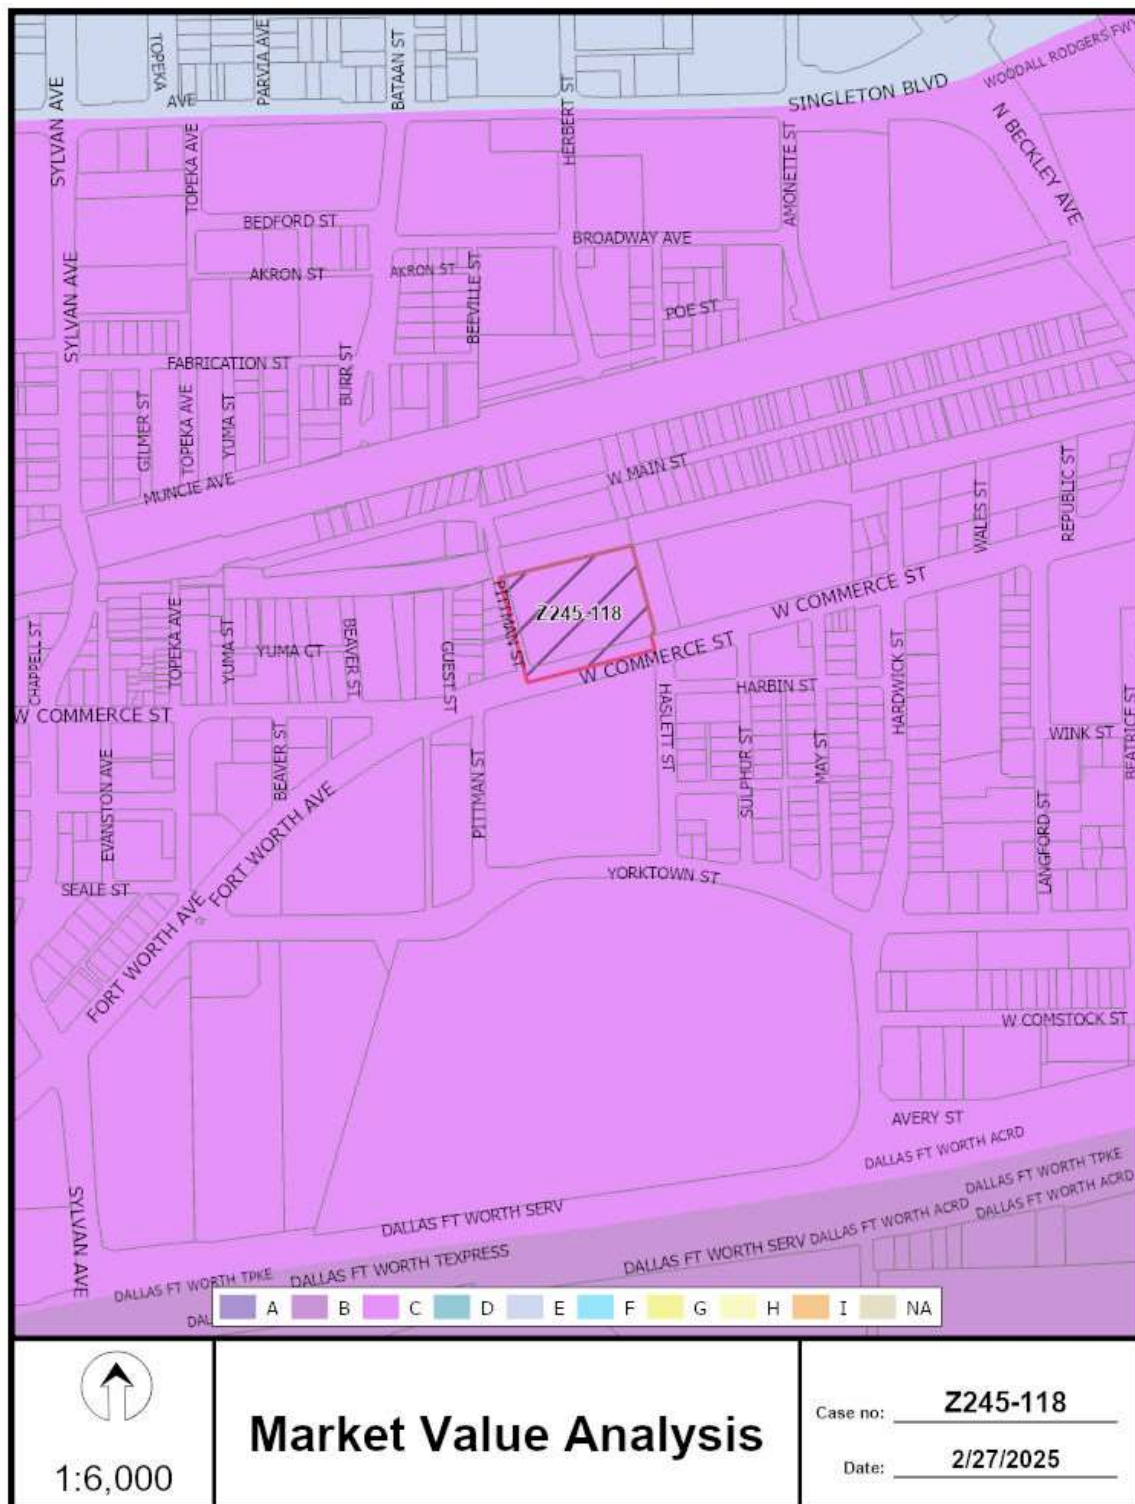 TOPEKA
AVE
PARVIA AVE
BATAAN ST
HERBERT ST
SINGLETON BLVD
WOODALL RODGERS FWY
SYLVAN AVE
TOPEKA AVE
AMONETTE ST
N BECKLEY AVE
BEDFORD ST
BROADWAY AVE
SYLVAN AVE
AKRON ST
AKRON ST
BEEVILLE ST
POE ST
FABRICATION ST
BURR ST
GILMER ST
TOPEKA AVE
YUMA ST
MUNCIE AVE
W MAIN ST
WALES ST
REPUBLIC ST
PITTMAN ST
Z245-118
W COMMERCE ST
W COMMERCE ST
CHAPPELL ST
TOPEKA AVE
YUMA ST
YUMA CT
BEAVER ST
GUEST ST
HARDWICK ST
HARBIN ST
W COMMERCE ST
HASLETT ST
BEATRICE ST
WINK ST
EVANSTON AVE
BEAVER ST
PITTMAN ST
SULPHUR ST
MAY ST
LANGFORD ST
FORT WORTH AVE
SEALE ST
YORKTOWN ST
FORT WORTH AVE
W COMSTOCK ST
AVERY ST
DALLAS FT WORTH ACRD
DALLAS FT WORTH TPKE
DALLAS FT WORTH ACRD
SYLVAN AVE
DALLAS FT WORTH SERV
DALLAS FT WORTH SERV
DALLAS FT WORTH ACRD
DALLAS FT WORTH TEXPRESS
DALLAS FT WORTH TPKE
DAL
A B C D E F G H I NA
1:6,000
Market Value Analysis
Case no: Z245-118
Date: 2/27/2025